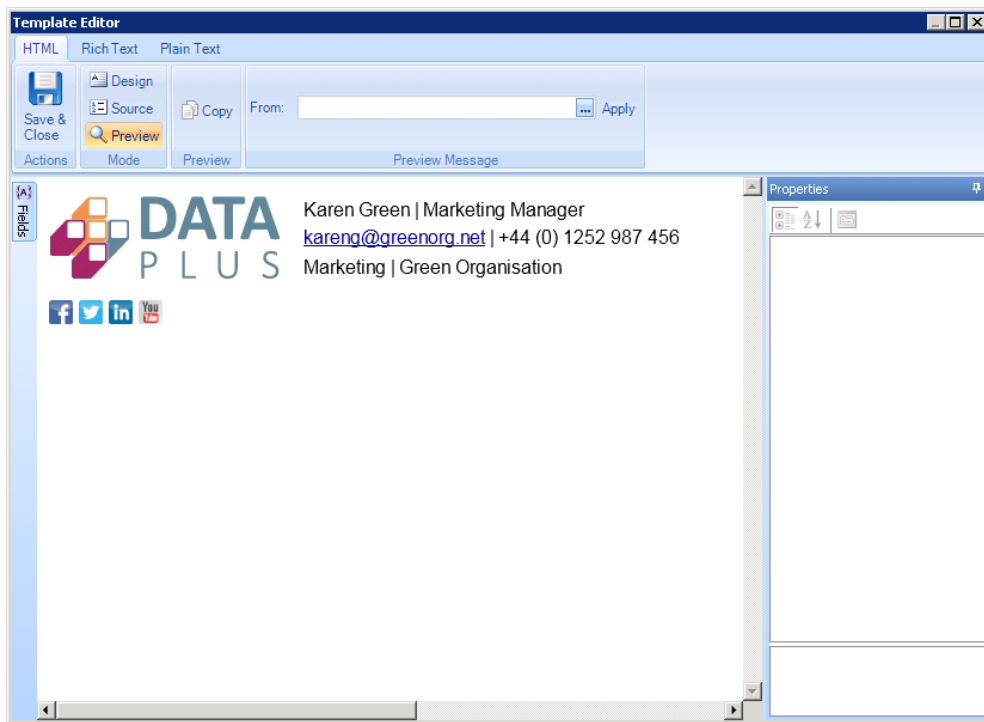 Template Editor
HTML Rich Text Plain Text
Save & Close
Design
Source
Preview
Copy
From: ... Apply
Actions Mode Preview Preview Message
{A} Fields
Properties
A Z
DATA
PLUS
Karen Green | Marketing Manager
kareng@greenorg.net | +44 (0) 1252 987 456
Marketing | Green Organisation
f in You Tube